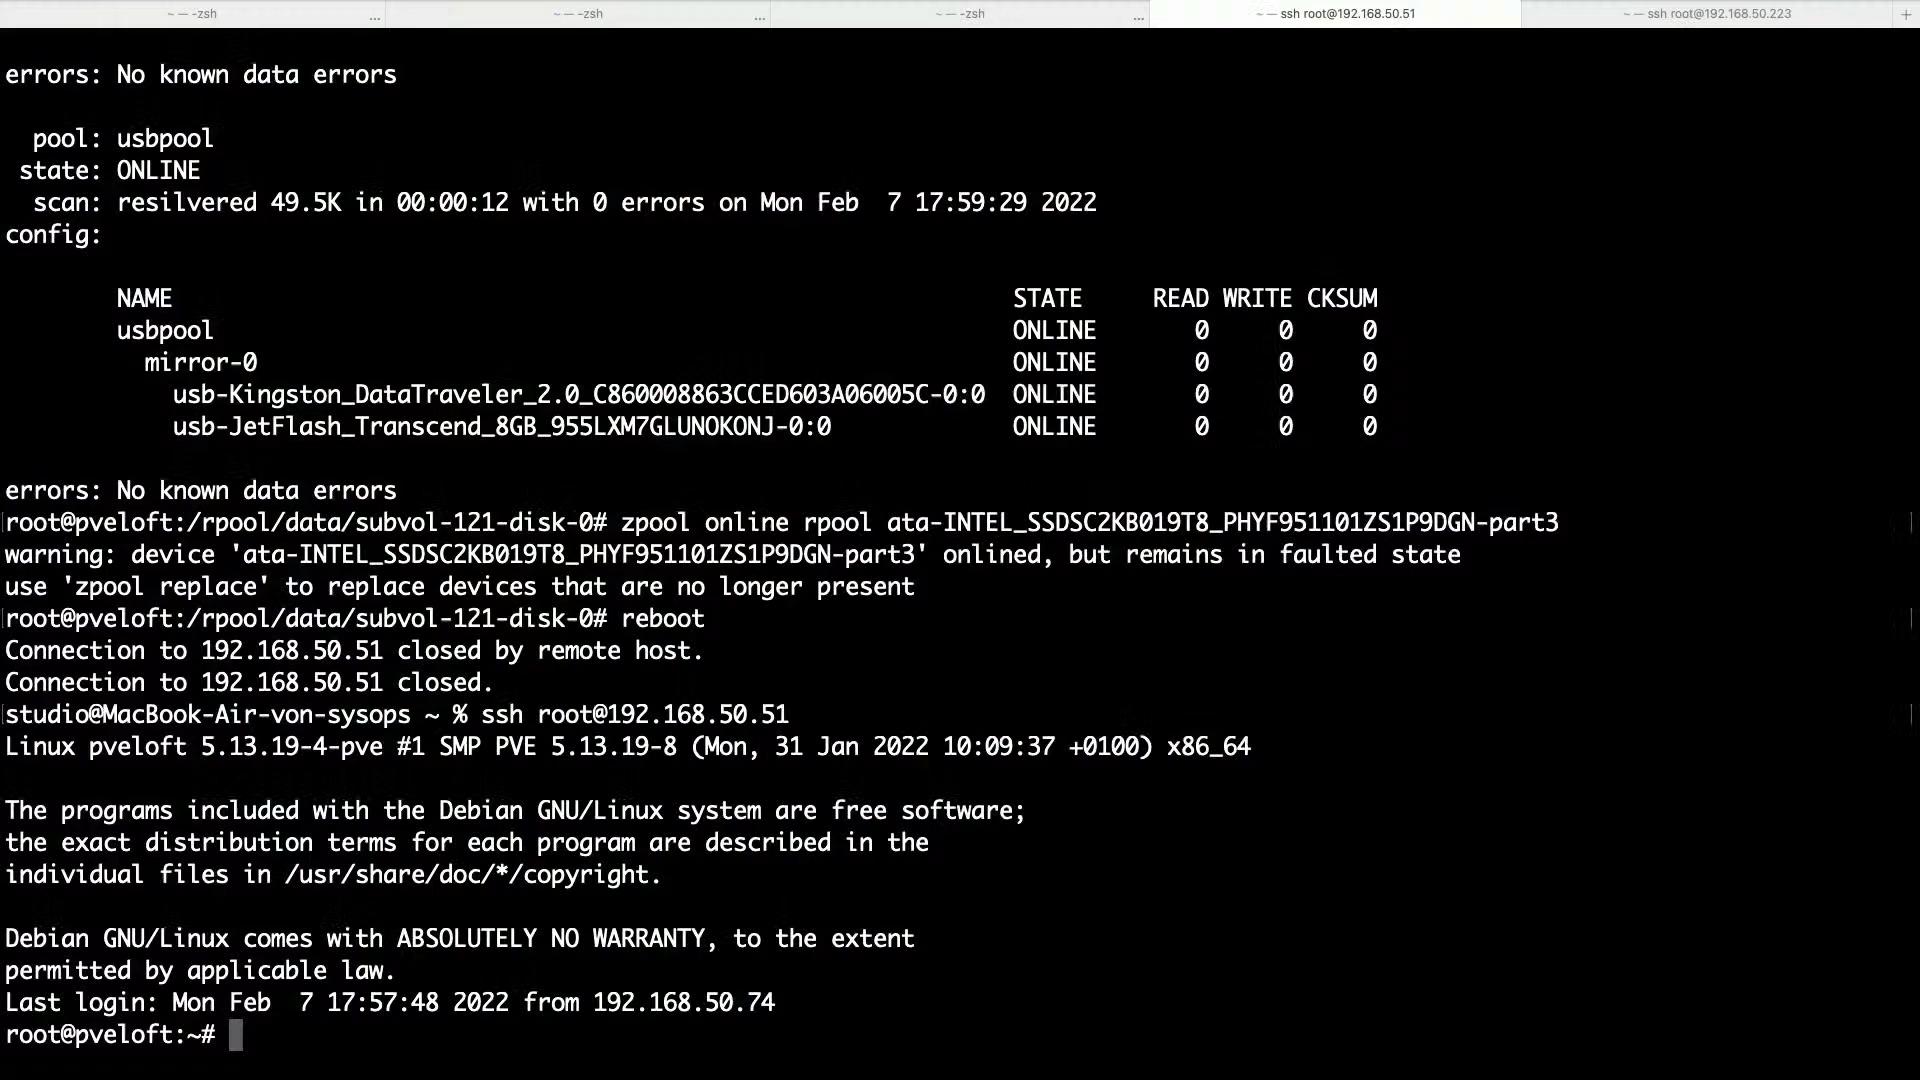 ~ — -zsh ... ~ — -zsh ... ~ — -zsh ... ~ — ssh root@192.168.50.51 ~ — ssh root@192.168.50.223 +
errors: No known data errors
pool: usbpool
state: ONLINE
scan: resilvered 49.5K in 00:00:12 with 0 errors on Mon Feb  7 17:59:29 2022
config:
NAME STATE READ WRITE CKSUM
usbpool ONLINE 0 0 0
mirror-0 ONLINE 0 0 0
usb-Kingston_DataTraveler_2.0_C860008863CCED603A06005C-0:0 ONLINE 0 0 0
usb-JetFlash_Transcend_8GB_955LXM7GLUNOKONJ-0:0 ONLINE 0 0 0
errors: No known data errors
root@pveloft:/rpool/data/subvol-121-disk-0# zpool online rpool ata-INTEL_SSDSC2KB019T8_PHYF951101ZS1P9DGN-part3
warning: device 'ata-INTEL_SSDSC2KB019T8_PHYF951101ZS1P9DGN-part3' onlined, but remains in faulted state
use 'zpool replace' to replace devices that are no longer present
root@pveloft:/rpool/data/subvol-121-disk-0# reboot
Connection to 192.168.50.51 closed by remote host.
Connection to 192.168.50.51 closed.
studio@MacBook-Air-von-sysops ~ % ssh root@192.168.50.51
Linux pveloft 5.13.19-4-pve #1 SMP PVE 5.13.19-8 (Mon, 31 Jan 2022 10:09:37 +0100) x86_64
The programs included with the Debian GNU/Linux system are free software;
the exact distribution terms for each program are described in the
individual files in /usr/share/doc/*/copyright.
Debian GNU/Linux comes with ABSOLUTELY NO WARRANTY, to the extent
permitted by applicable law.
Last login: Mon Feb  7 17:57:48 2022 from 192.168.50.74
root@pveloft:~#